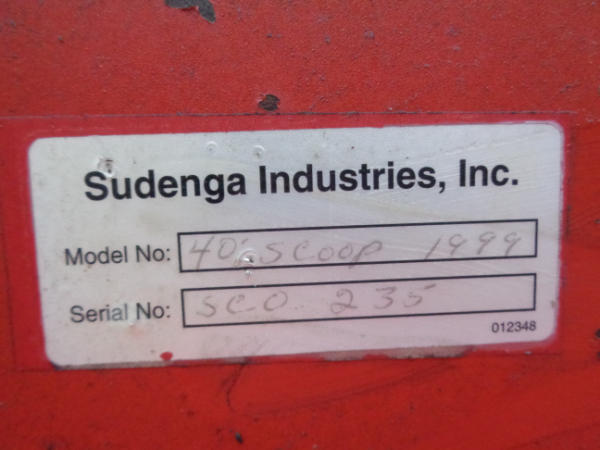 Sudenga Industries, Inc.
Model No: 40' SCOOP 1999
Serial No: SCO 235
012348